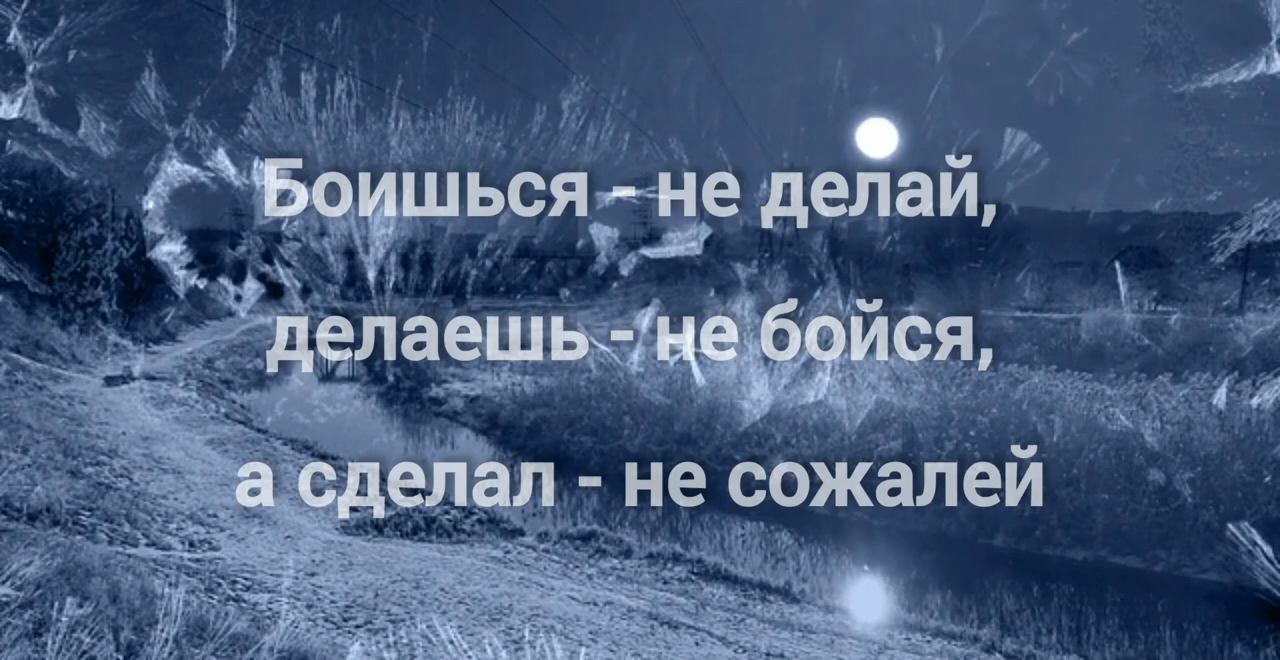 Боишься - не делай,
делаешь - не бойся,
а сделал - не сожалей